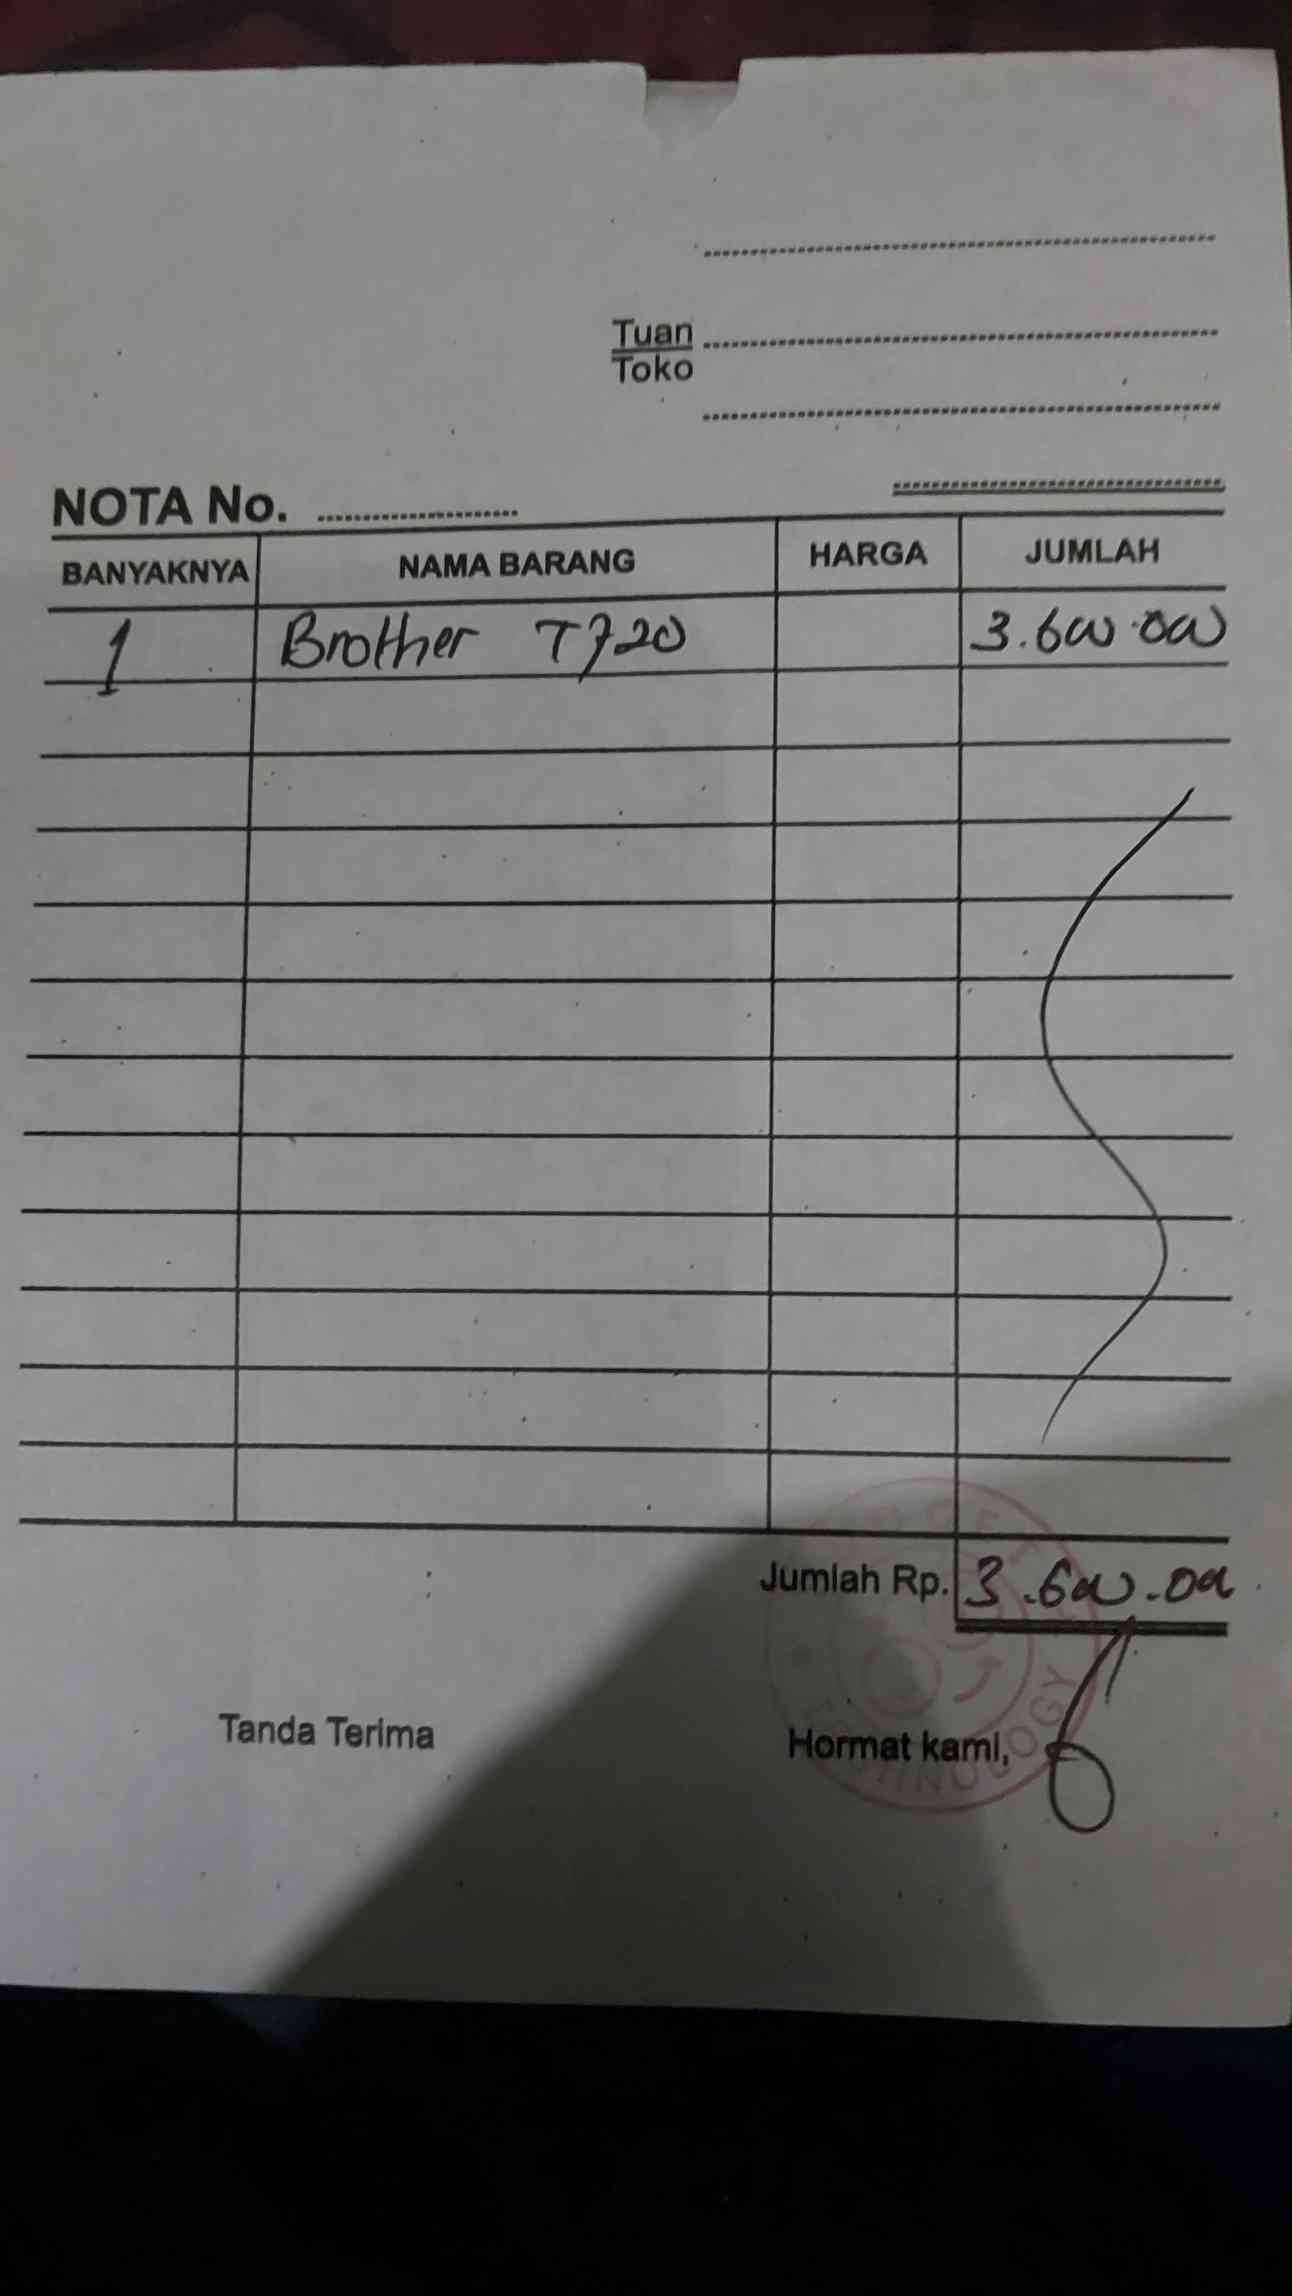 Tuan
Toko
NOTA No.
BANYAKNYA NAMA BARANG HARGA JUMLAH
1 Brother T720 3.600.000
Jumlah Rp. 3.600.000
Tanda Terima Hormat kami,